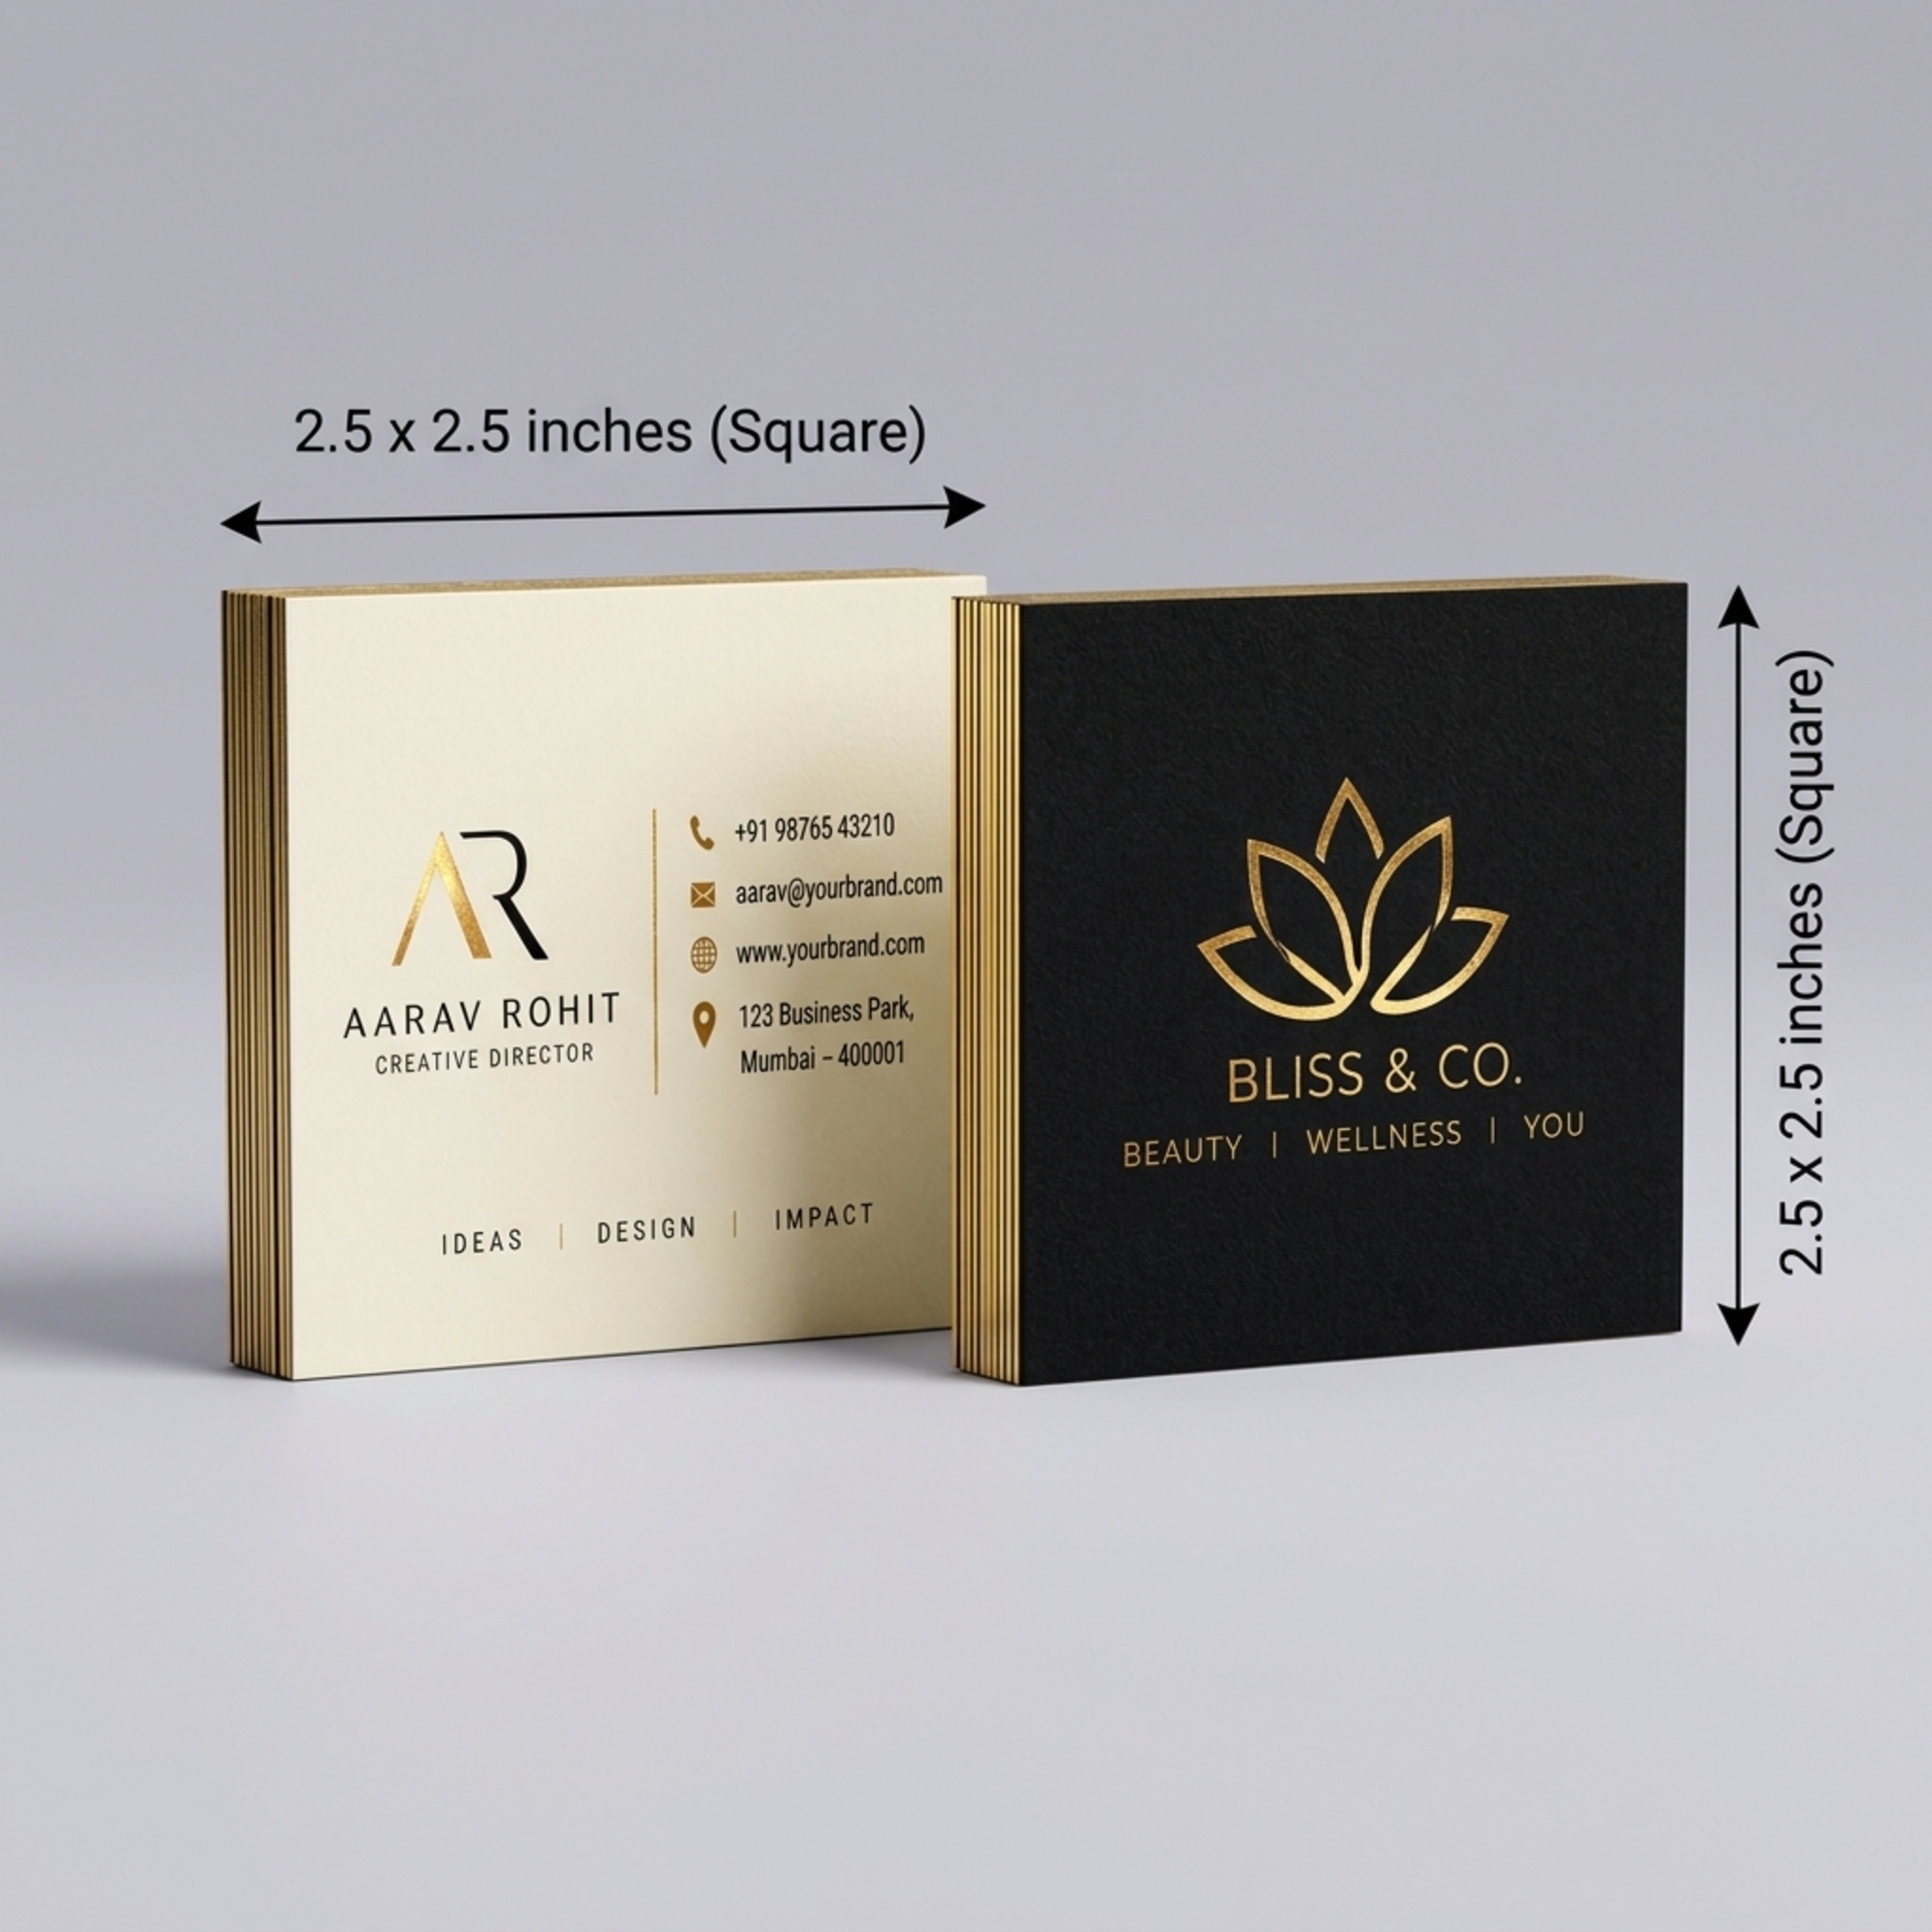 2.5 x 2.5 inches (Square)
AR
AARAV ROHIT
CREATIVE DIRECTOR
+91 98765 43210
aarav@yourbrand.com
www.yourbrand.com
123 Business Park,
Mumbai – 400001
IDEAS | DESIGN | IMPACT
BLISS & CO.
BEAUTY | WELLNESS | YOU
2.5 x 2.5 inches (Square)